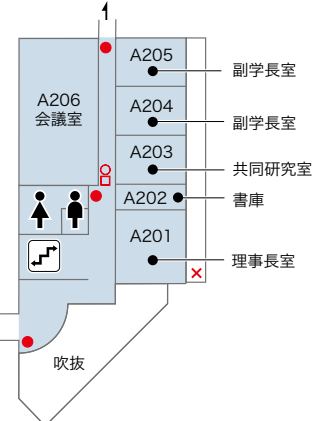 1
A205
副学長室
A206
会議室
A204
副学長室
A203
共同研究室
A202
書庫
A201
理事長室
吹抜